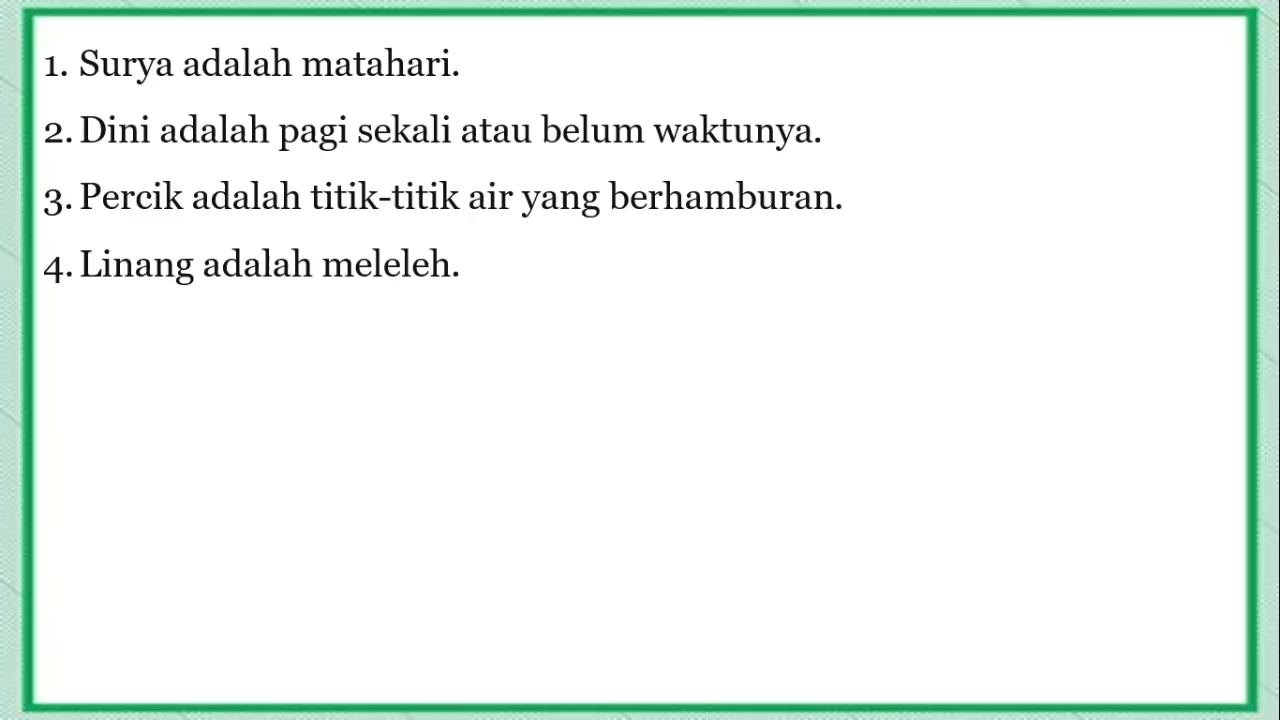 1. Surya adalah matahari.
2. Dini adalah pagi sekali atau belum waktunya.
3. Percik adalah titik-titik air yang berhamburan.
4. Linang adalah meleleh.